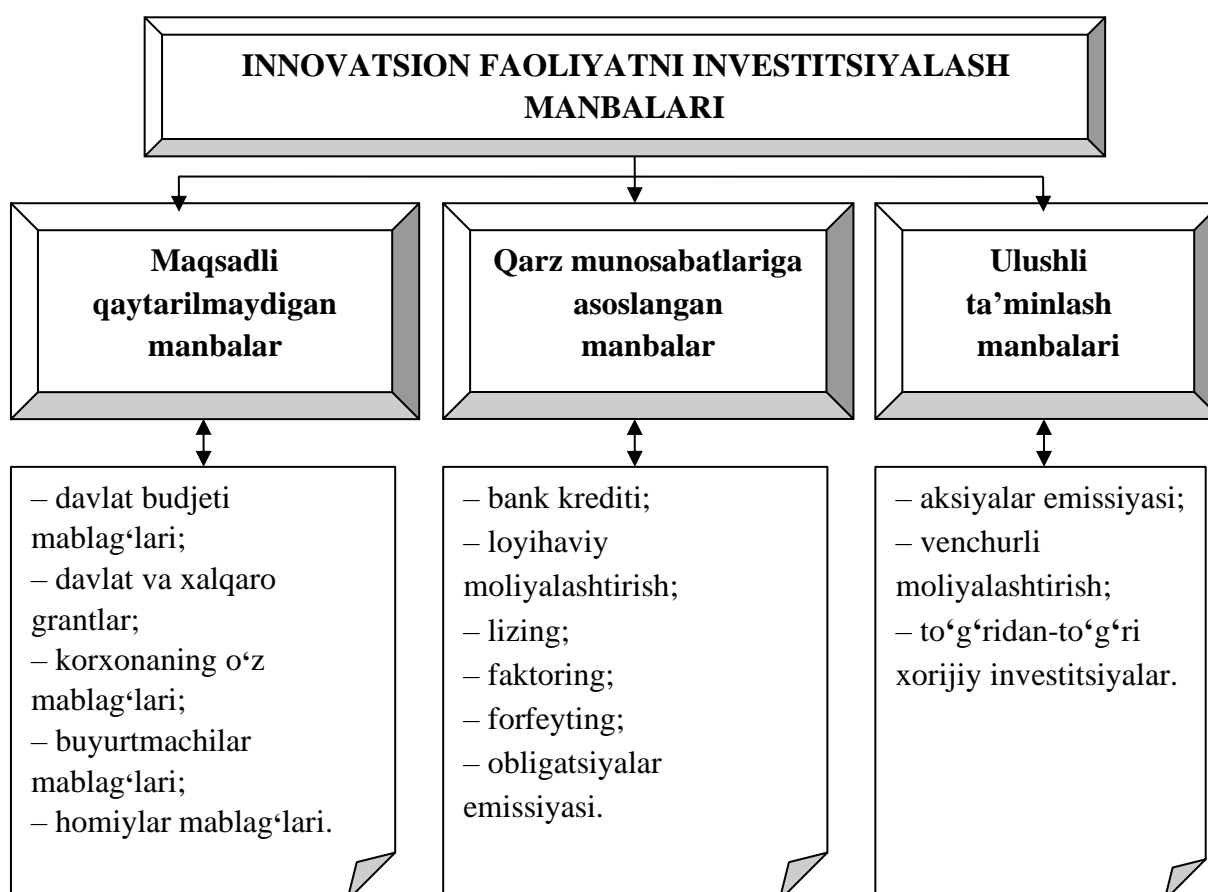 INNOVATSION FAOLIYATNI INVESTITSIYALASH
MANBALARI
Maqsadli
qaytarilmaydigan
manbalar
Qarz munosabatlariga
asoslangan
manbalar
Ulushli
ta’minlash
manbalari
– davlat budjeti
mablag‘lari;
– davlat va xalqaro
grantlar;
– korxonaning o‘z
mablag‘lari;
– buyurtmachilar
mablag‘lari;
– homiylar mablag‘lari.
– bank krediti;
– loyihaviy
moliyalashtirish;
– lizing;
– faktoring;
– forfeyting;
– obligatsiyalar
emissiyasi.
– aksiyalar emissiyasi;
– venchurli
moliyalashtirish;
– to‘g‘ridan-to‘g‘ri
xorijiy investitsiyalar.